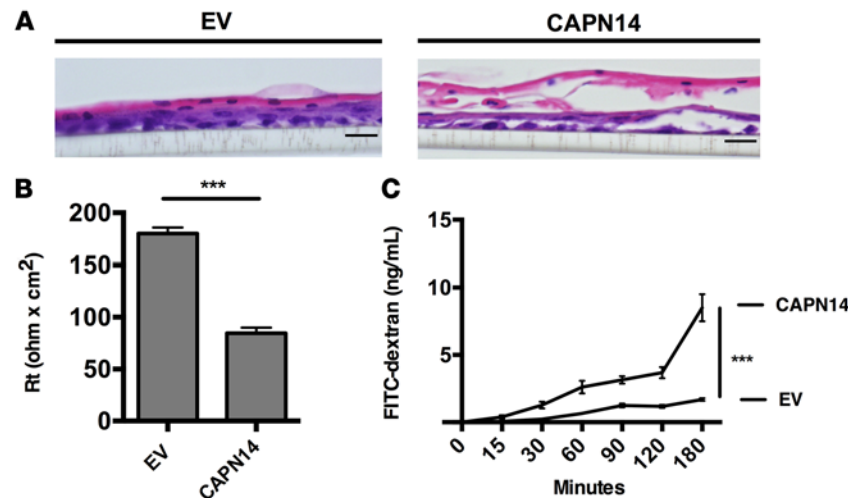 A
EV
CAPN14
B
***
Rt (ohm x cm²)
200
150
100
50
0
EV
CAPN14
C
FITC-dextran (ng/mL)
15
10
5
0
15
30
60
90
120
180
Minutes
CAPN14
***
EV